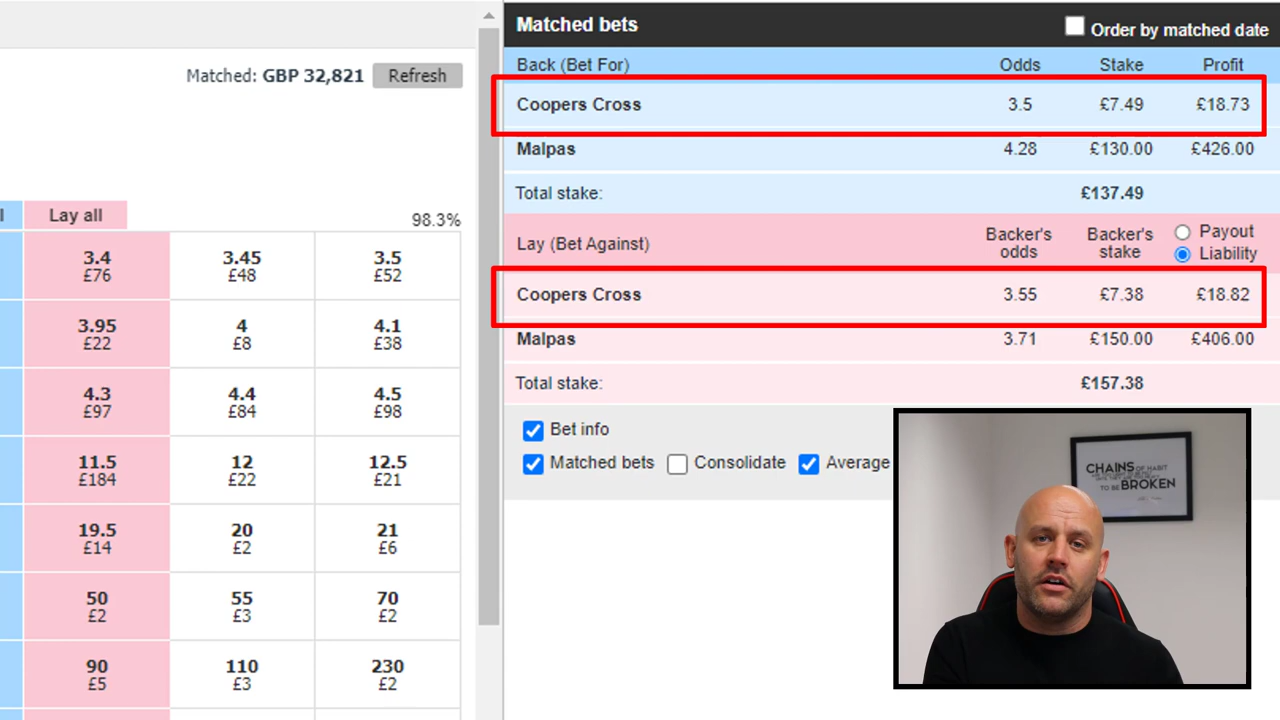 Matched: GBP 32,821 Refresh
l Lay all 98.3%
3.4 3.45 3.5
£76 £48 £52
3.95 4 4.1
£22 £8 £38
4.3 4.4 4.5
£97 £84 £98
11.5 12 12.5
£184 £22 £21
19.5 20 21
£14 £2 £6
50 55 70
£2 £3 £2
90 110 230
£5 £3 £2
Matched bets Order by matched date
Back (Bet For) Odds Stake Profit
Coopers Cross 3.5 £7.49 £18.73
Malpas 4.28 £130.00 £426.00
Total stake: £137.49
Lay (Bet Against) Backer's odds Backer's stake Payout Liability
Coopers Cross 3.55 £7.38 £18.82
Malpas 3.71 £150.00 £406.00
Total stake: £157.38
Bet info
Matched bets Consolidate Average
CHAINS OF HABIT
TO BE BROKEN